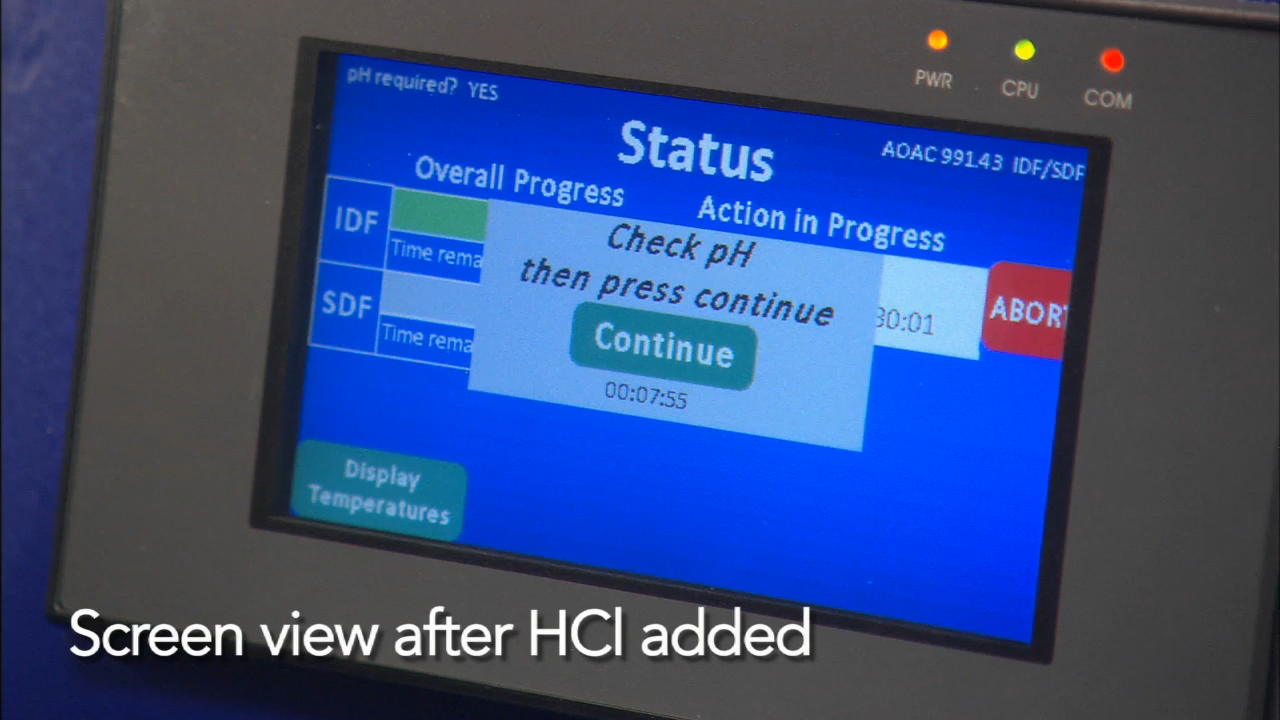 PWR CPU COM
pH required? YES
Status
AOAC 991.43 IDF/SDF
Overall Progress
Action in Progress
IDF
Time rema
SDF
Time rema
Check pH
then press continue
Continue
00:07:55
30:01
ABORT
Display
Temperatures
Screen view after HCl added